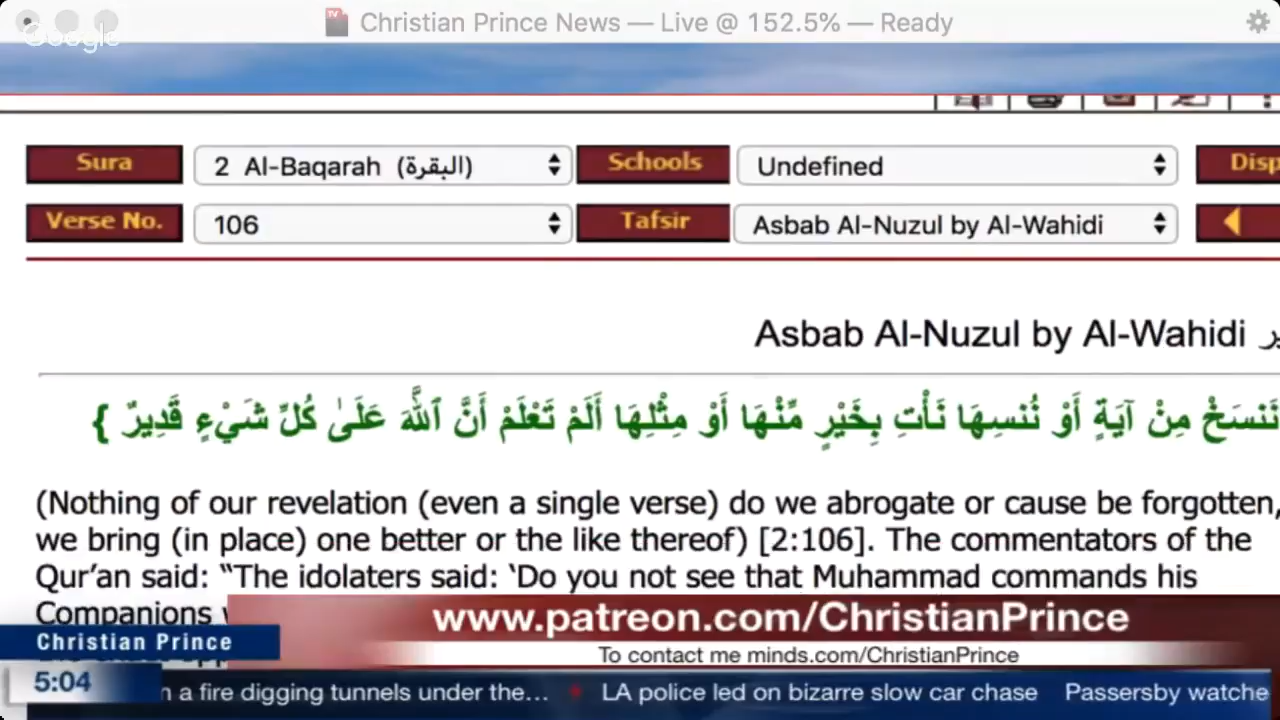 Christian Prince News — Live @ 152.5% — Ready
Google
Sura
2 Al-Baqarah (البقرة)
Schools
Undefined
Disp
Verse No.
106
Tafsir
Asbab Al-Nuzul by Al-Wahidi
Asbab Al-Nuzul by Al-Wahidi
نَنسَخْ مِنْ آيَةٍ أَوْ نُنسِهَا نَأْتِ بِخَيْرٍ مِّنْهَا أَوْ مِثْلِهَا أَلَمْ تَعْلَمْ أَنَّ ٱللَّهَ عَلَىٰ كُلِّ شَيْءٍ قَدِيرٌ }
(Nothing of our revelation (even a single verse) do we abrogate or cause be forgotten,
we bring (in place) one better or the like thereof) [2:106]. The commentators of the
Qur’an said: “The idolaters said: ‘Do you not see that Muhammad commands his
Companions
www.patreon.com/ChristianPrince
Christian Prince
To contact me minds.com/ChristianPrince
5:04
n a fire digging tunnels under the... LA police led on bizarre slow car chase Passersby watche